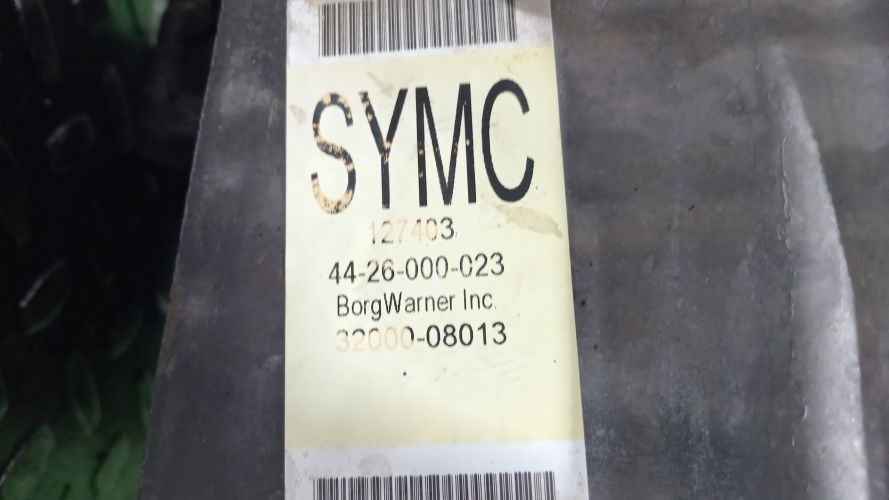 SYMC
127403
44-26-000-023
BorgWarner Inc.
32000-08013